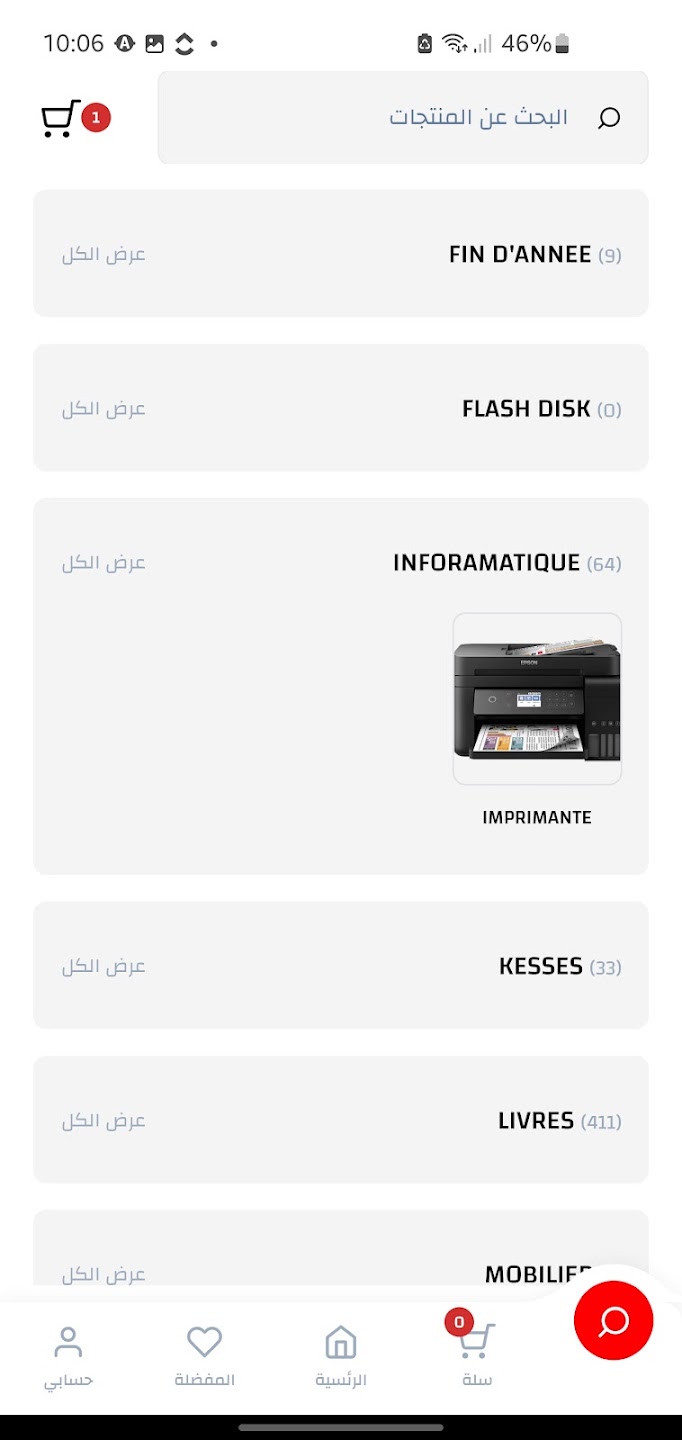 10:06
46%
1
البحث عن المنتجات
FIN D'ANNEE (9)
عرض الكل
FLASH DISK (0)
عرض الكل
INFORAMATIQUE (64)
عرض الكل
EPSON
IMPRIMANTE
KESSES (33)
عرض الكل
LIVRES (411)
عرض الكل
MOBILIER
عرض الكل
0
سلة
الرئسية
المفضلة
حسابي